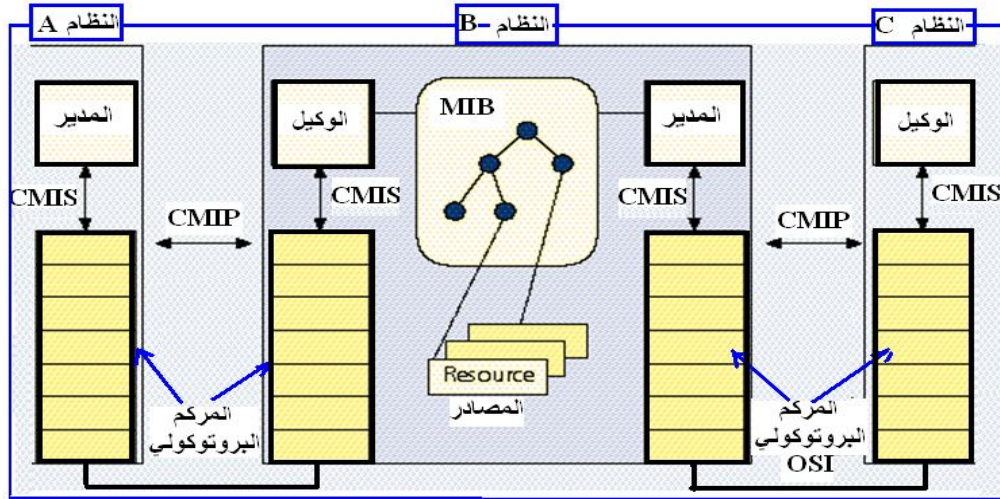 النظام A
النظام B
النظام C
المدير
الوكيل
MIB
المدير
الوكيل
CMIS
CMIS
CMIS
CMIS
CMIP
CMIP
Resource
المصادر
المركم
البروتوكولي
المركم
البروتوكولي
OSI